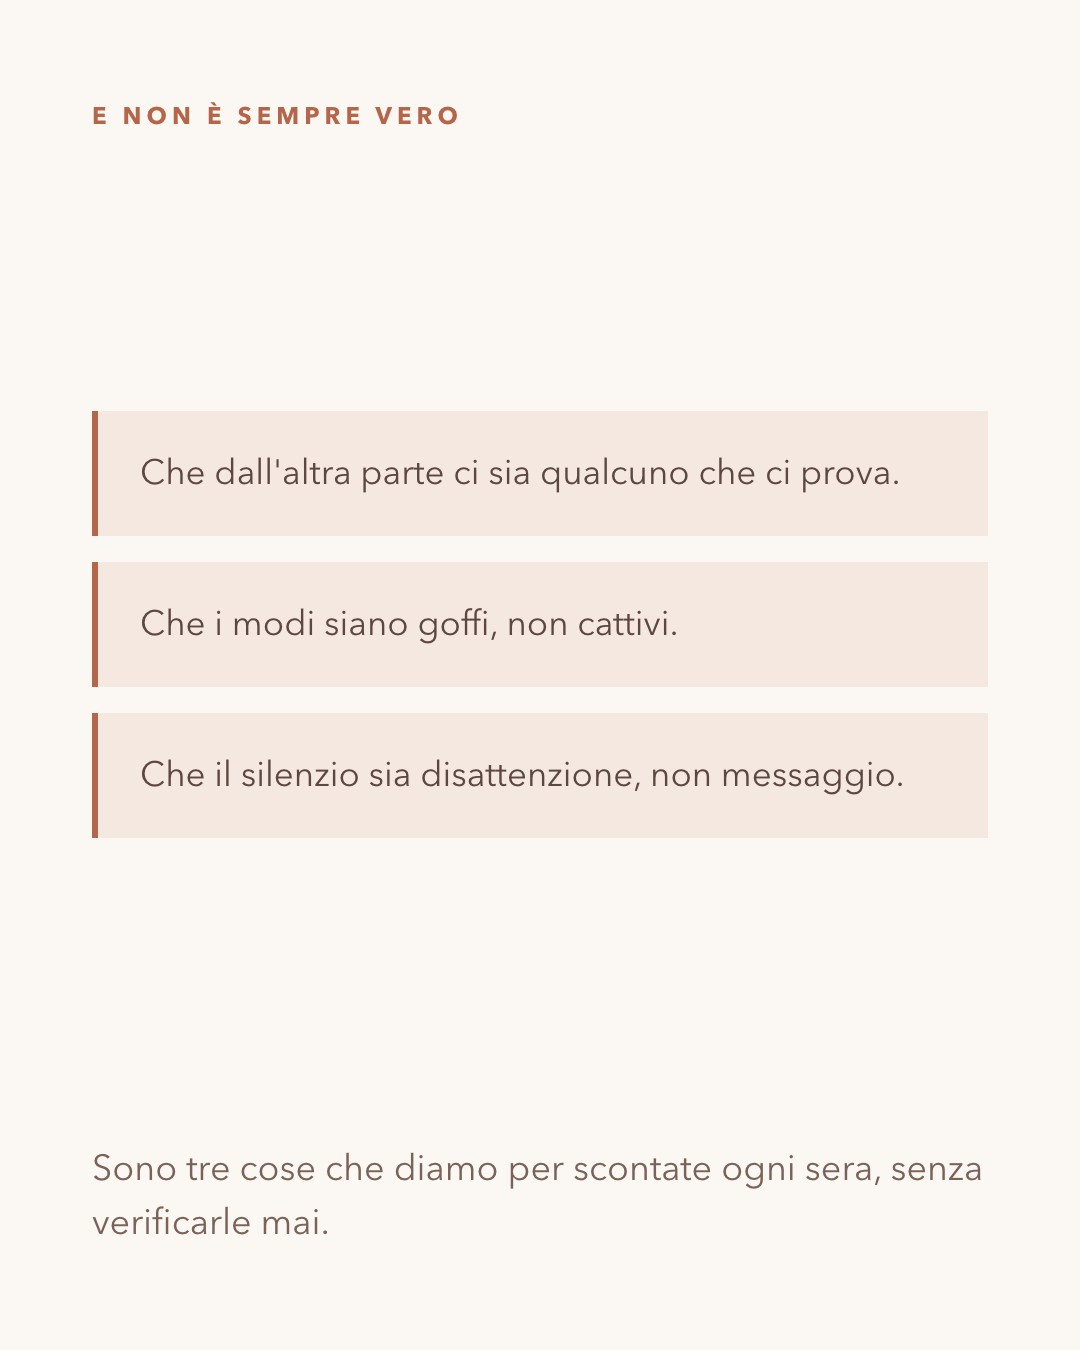 E NON È SEMPRE VERO
Che dall'altra parte ci sia qualcuno che ci prova.
Che i modi siano goffi, non cattivi.
Che il silenzio sia disattenzione, non messaggio.
Sono tre cose che diamo per scontate ogni sera, senza
verificarle mai.